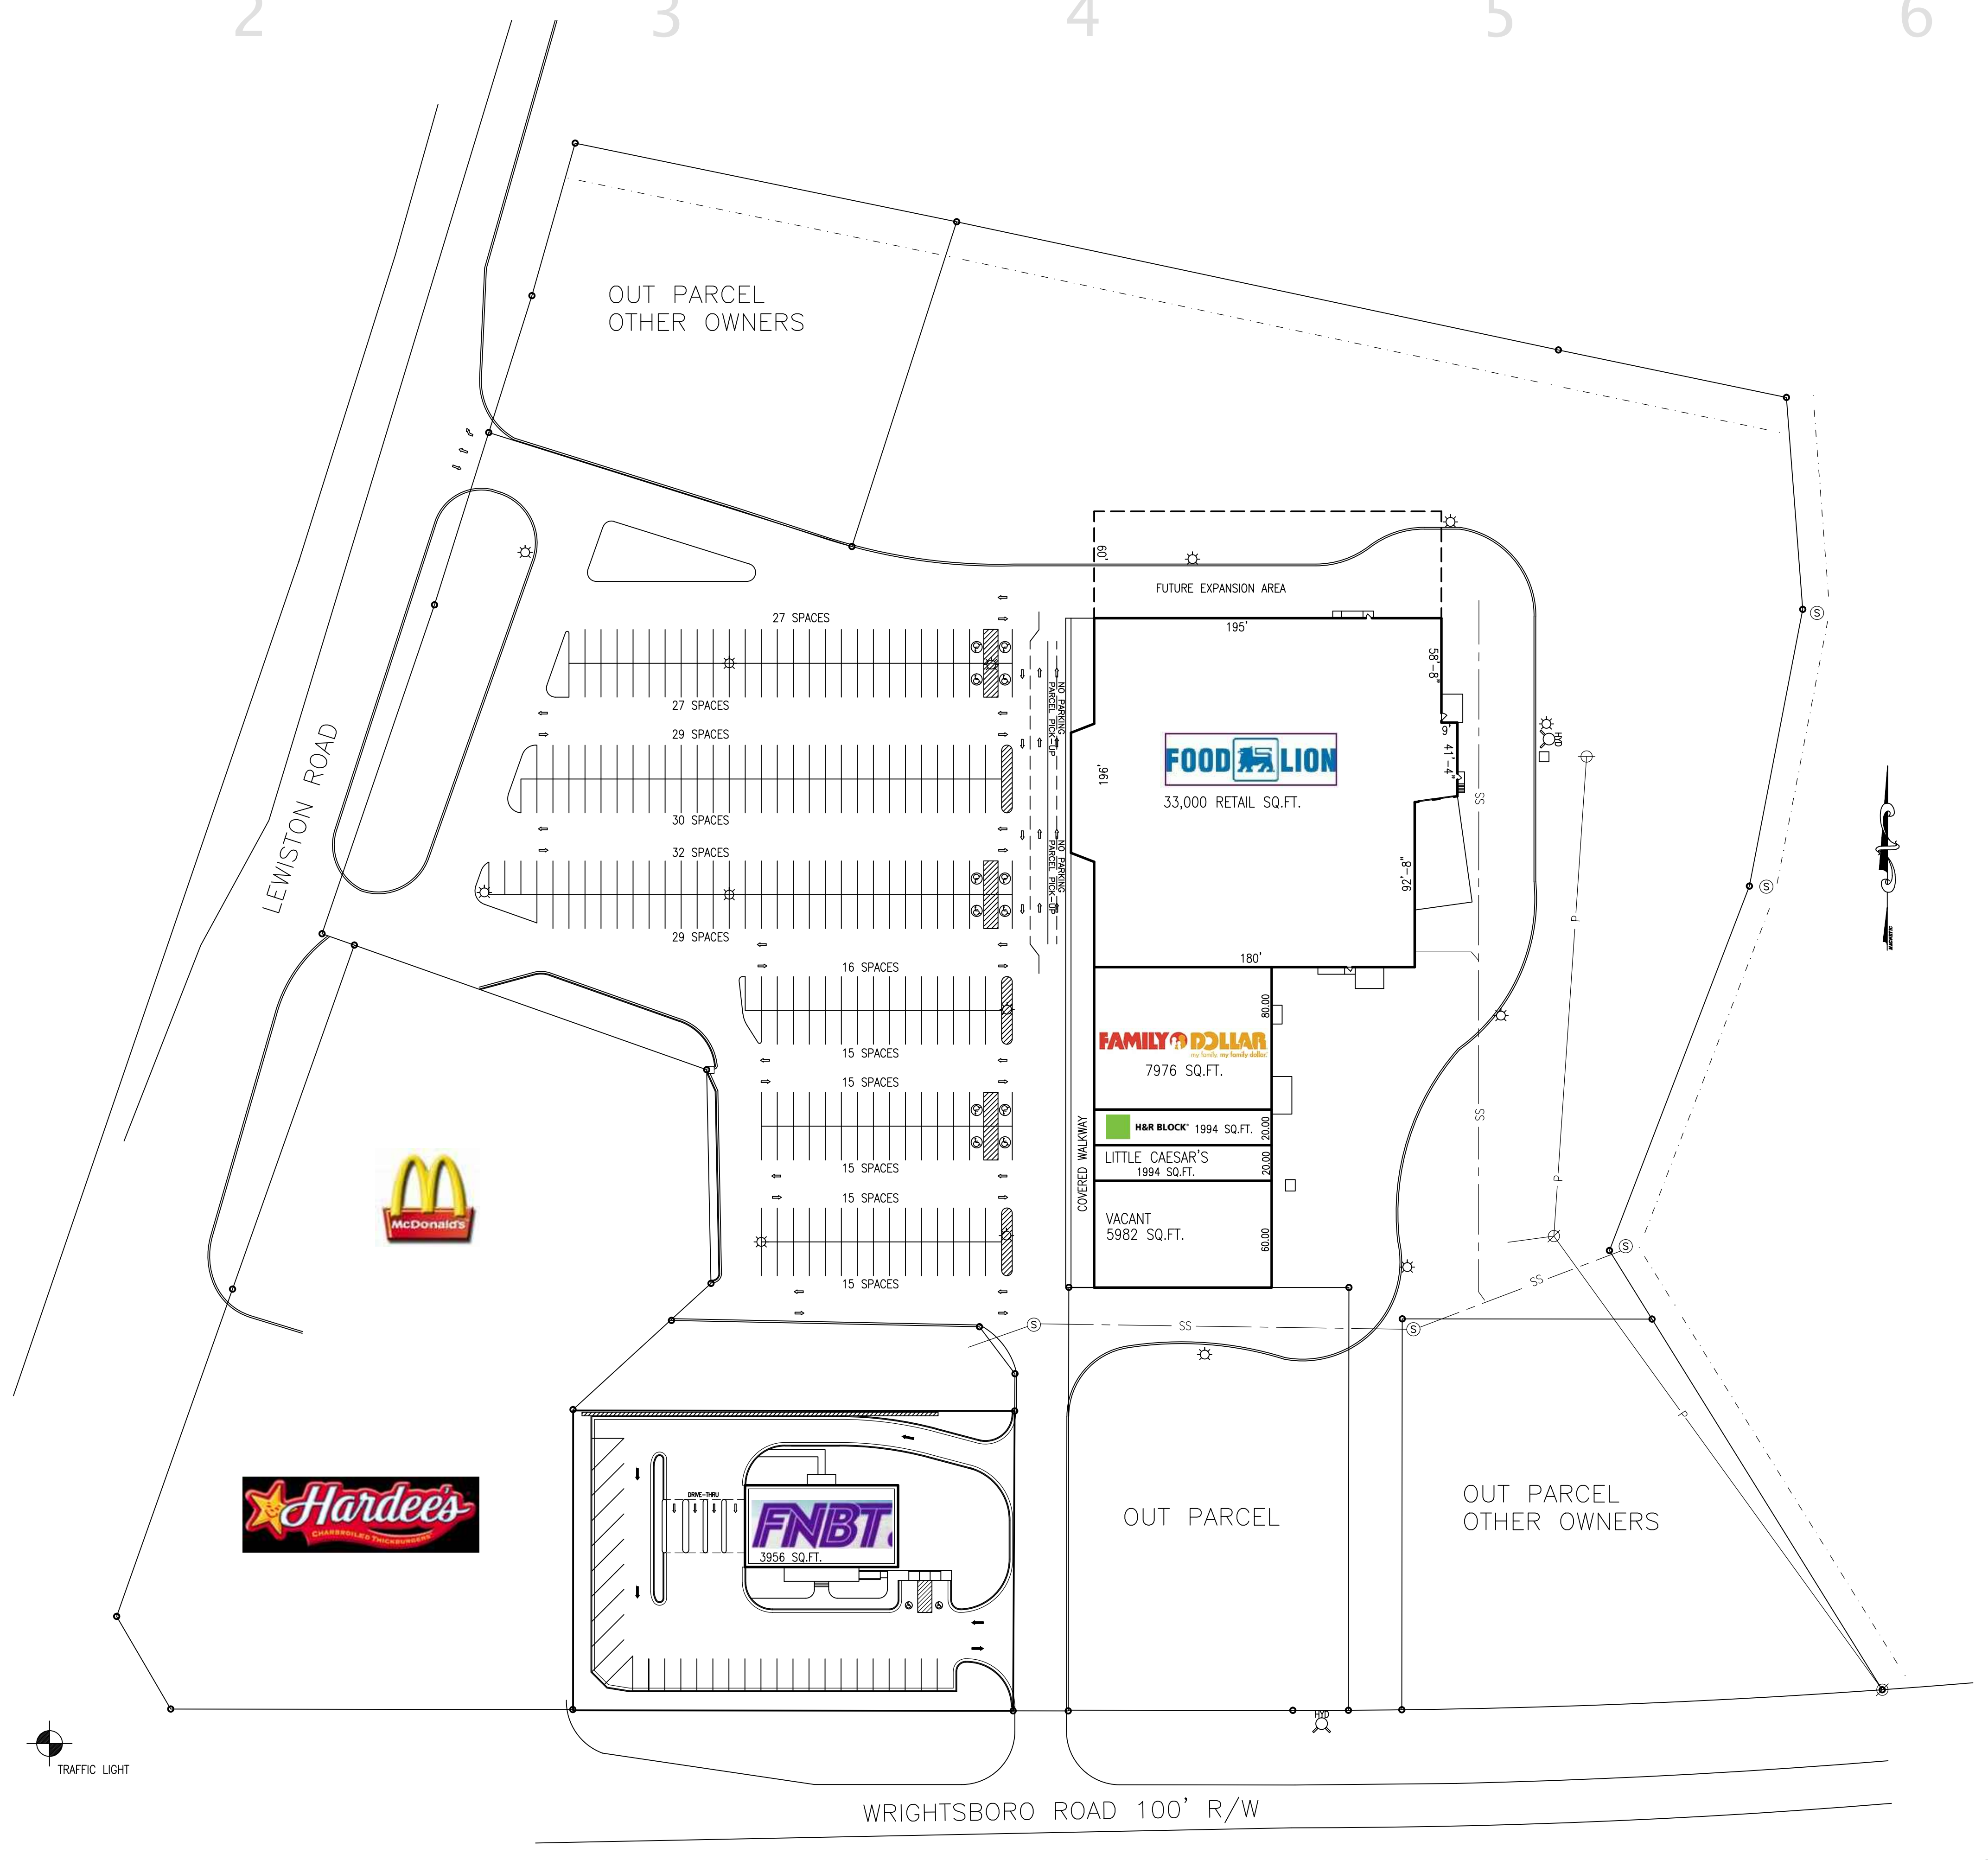 2 3 4 5 6
OUT PARCEL
OTHER OWNERS
60'
FUTURE EXPANSION AREA
27 SPACES
195'
58'-8"
NO PARKING
PARCEL PICK-UP
27 SPACES
29 SPACES
9'
41'-4"
HYD
LEWISTON ROAD
FOOD LION
196'
33,000 RETAIL SQ.FT.
SS
S
30 SPACES
32 SPACES
NO PARKING
PARCEL PICK-UP
92'-8"
S
P
MAGNETIC
29 SPACES
180'
16 SPACES
80.00
FAMILY DOLLAR
my family. my family dollar.
7976 SQ.FT.
15 SPACES
15 SPACES
COVERED WALKWAY
H&R BLOCK® 1994 SQ.FT.
20.00
SS
LITTLE CAESAR'S
1994 SQ.FT.
20.00
15 SPACES
P
McDonald's
15 SPACES
VACANT
5982 SQ.FT.
60.00
S
15 SPACES
SS
S
SS
S
P
Hardee's
CHARBROILED THICKBURGERS
DRIVE-THRU
FNBT
3956 SQ.FT.
OUT PARCEL
OUT PARCEL
OTHER OWNERS
HYD
TRAFFIC LIGHT
WRIGHTSBORO ROAD 100' R/W